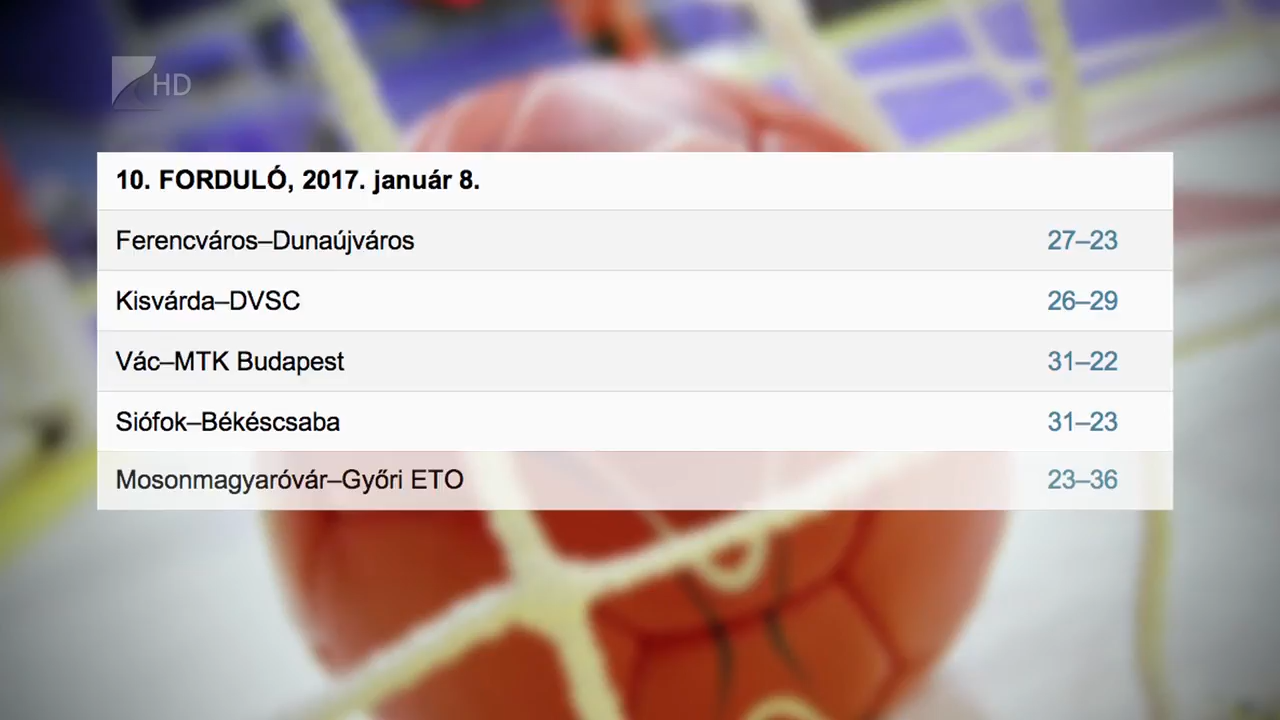 HD
10. FORDULÓ, 2017. január 8.
Ferencváros–Dunaújváros 27–23
Kisvárda–DVSC 26–29
Vác–MTK Budapest 31–22
Siófok–Békéscsaba 31–23
Mosonmagyaróvár–Győri ETO 23–36